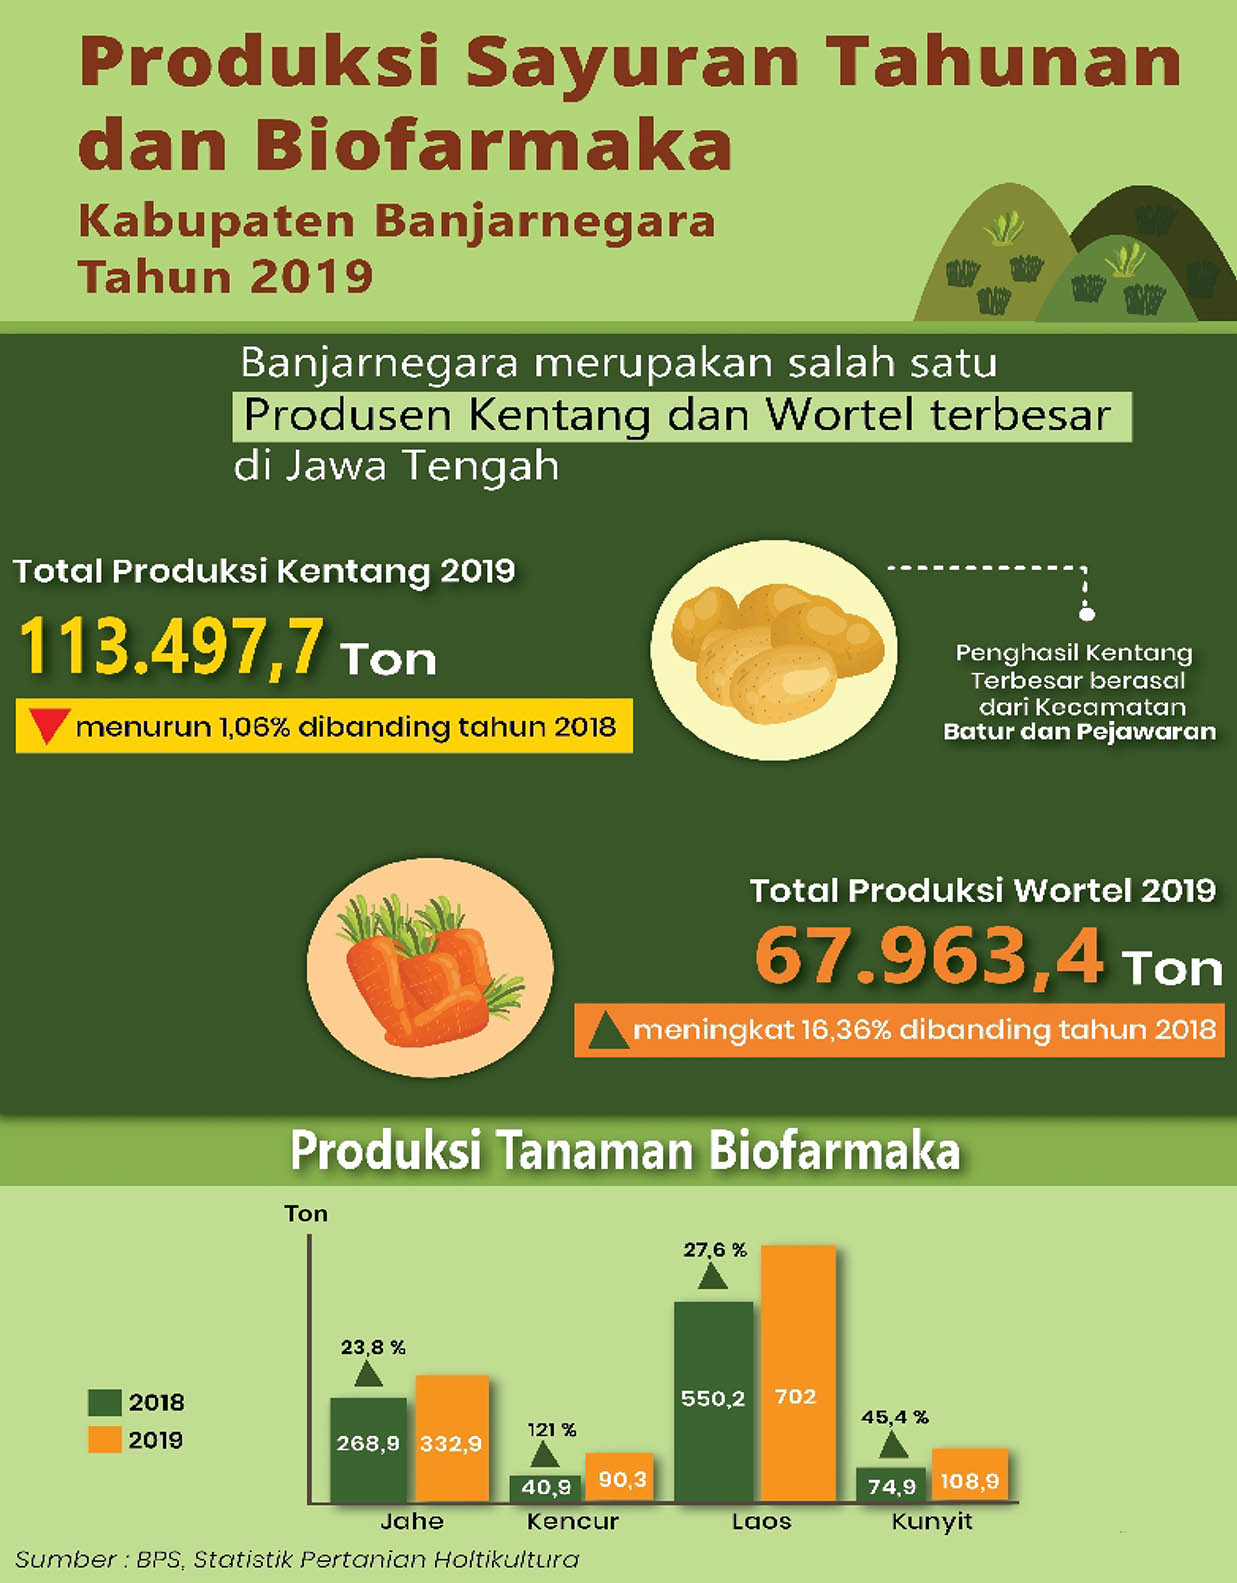 Produksi Sayuran Tahunan
dan Biofarmaka
Kabupaten Banjarnegara
Tahun 2019
Banjarnegara merupakan salah satu
Produsen Kentang dan Wortel terbesar
di Jawa Tengah
Total Produksi Kentang 2019
113.497,7 Ton
menurun 1,06% dibanding tahun 2018
Penghasil Kentang
Terbesar berasal
dari Kecamatan
Batur dan Pejawaran
Total Produksi Wortel 2019
67.963,4 Ton
meningkat 16,36% dibanding tahun 2018
Produksi Tanaman Biofarmaka
Ton
2018
2019
23,8 %
268,9 332,9
Jahe
121 %
40,9 90,3
Kencur
27,6 %
550,2 702
Laos
45,4 %
74,9 108,9
Kunyit
Sumber : BPS, Statistik Pertanian Holtikultura